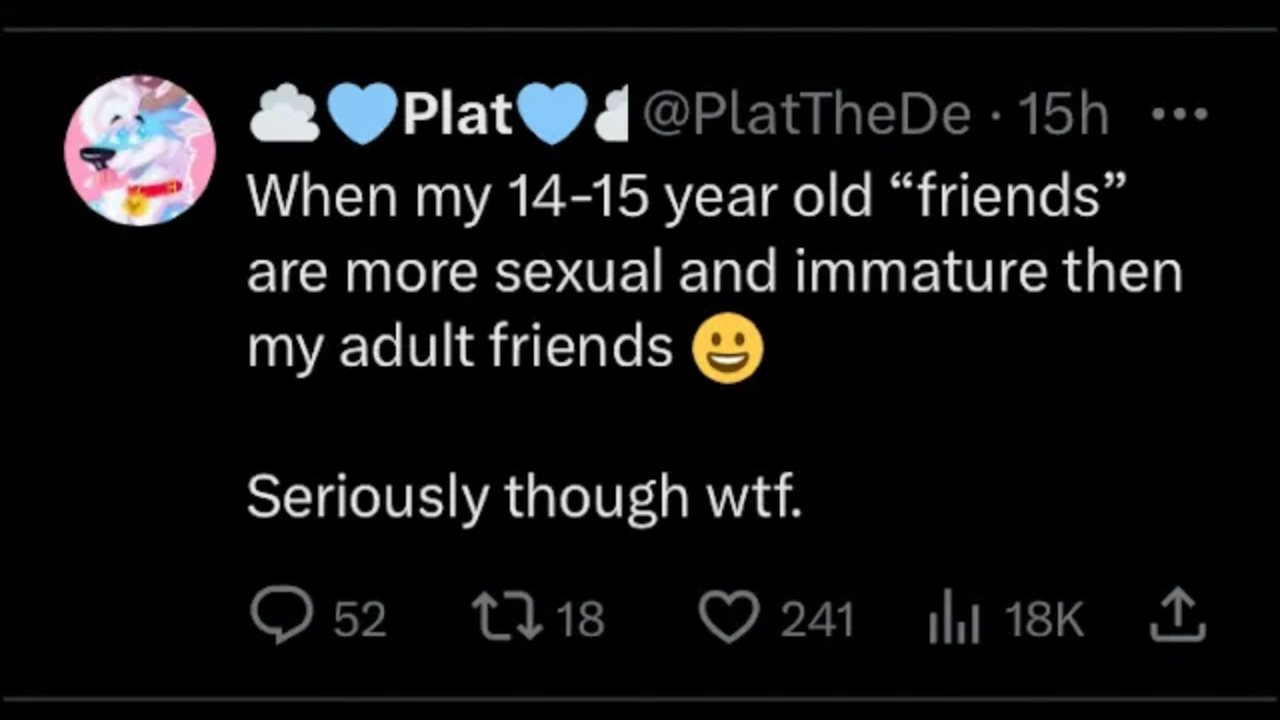 ☁️🩵Plat🩵☁ @PlatTheDe · 15h ...
When my 14-15 year old “friends”
are more sexual and immature then
my adult friends 😀
Seriously though wtf.
52 18 241 18K